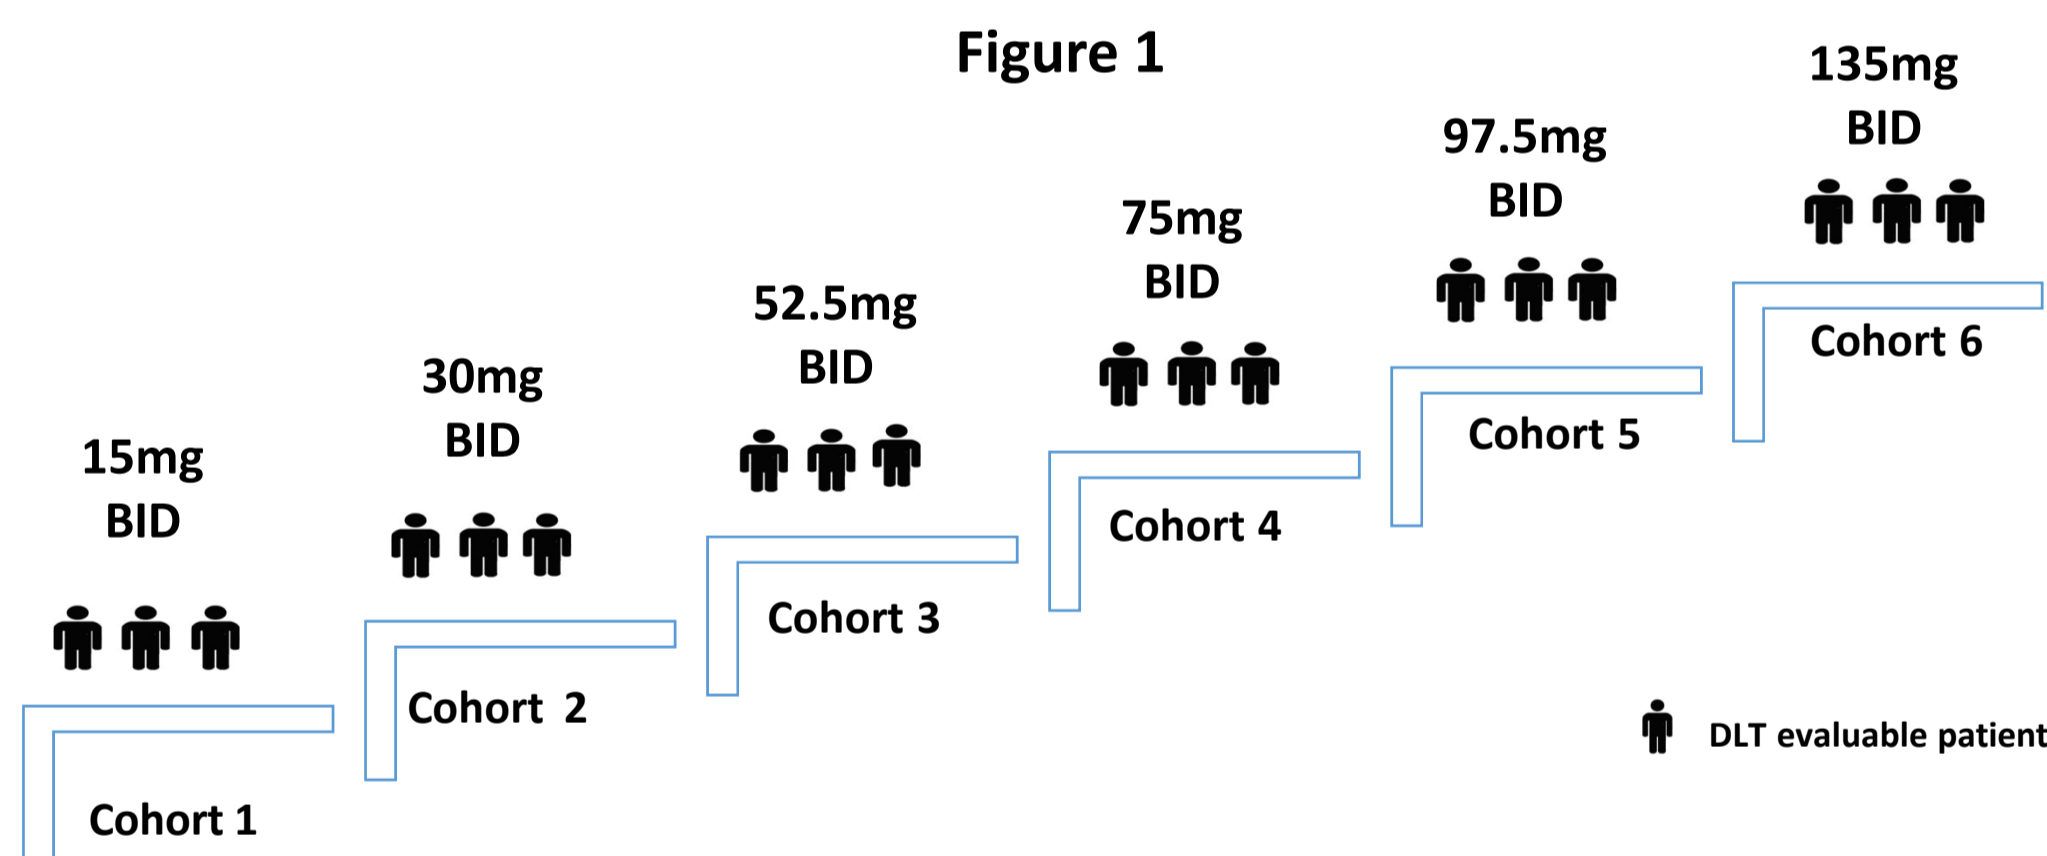 Figure 1
15mg
BID
Cohort 1
30mg
BID
Cohort 2
52.5mg
BID
Cohort 3
75mg
BID
Cohort 4
97.5mg
BID
Cohort 5
135mg
BID
Cohort 6
DLT evaluable patient